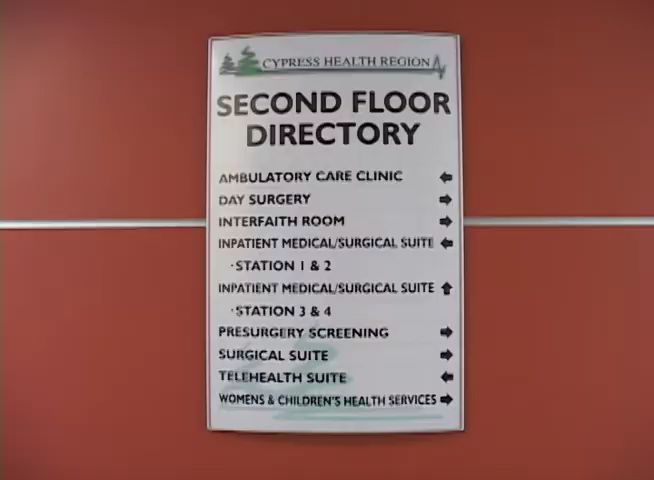 CYPRESS HEALTH REGION
SECOND FLOOR
DIRECTORY
AMBULATORY CARE CLINIC ←
DAY SURGERY →
INTERFAITH ROOM →
INPATIENT MEDICAL/SURGICAL SUITE ←
·STATION 1 & 2
INPATIENT MEDICAL/SURGICAL SUITE ↑
·STATION 3 & 4
PRESURGERY SCREENING →
SURGICAL SUITE →
TELEHEALTH SUITE ←
WOMENS & CHILDREN'S HEALTH SERVICES →